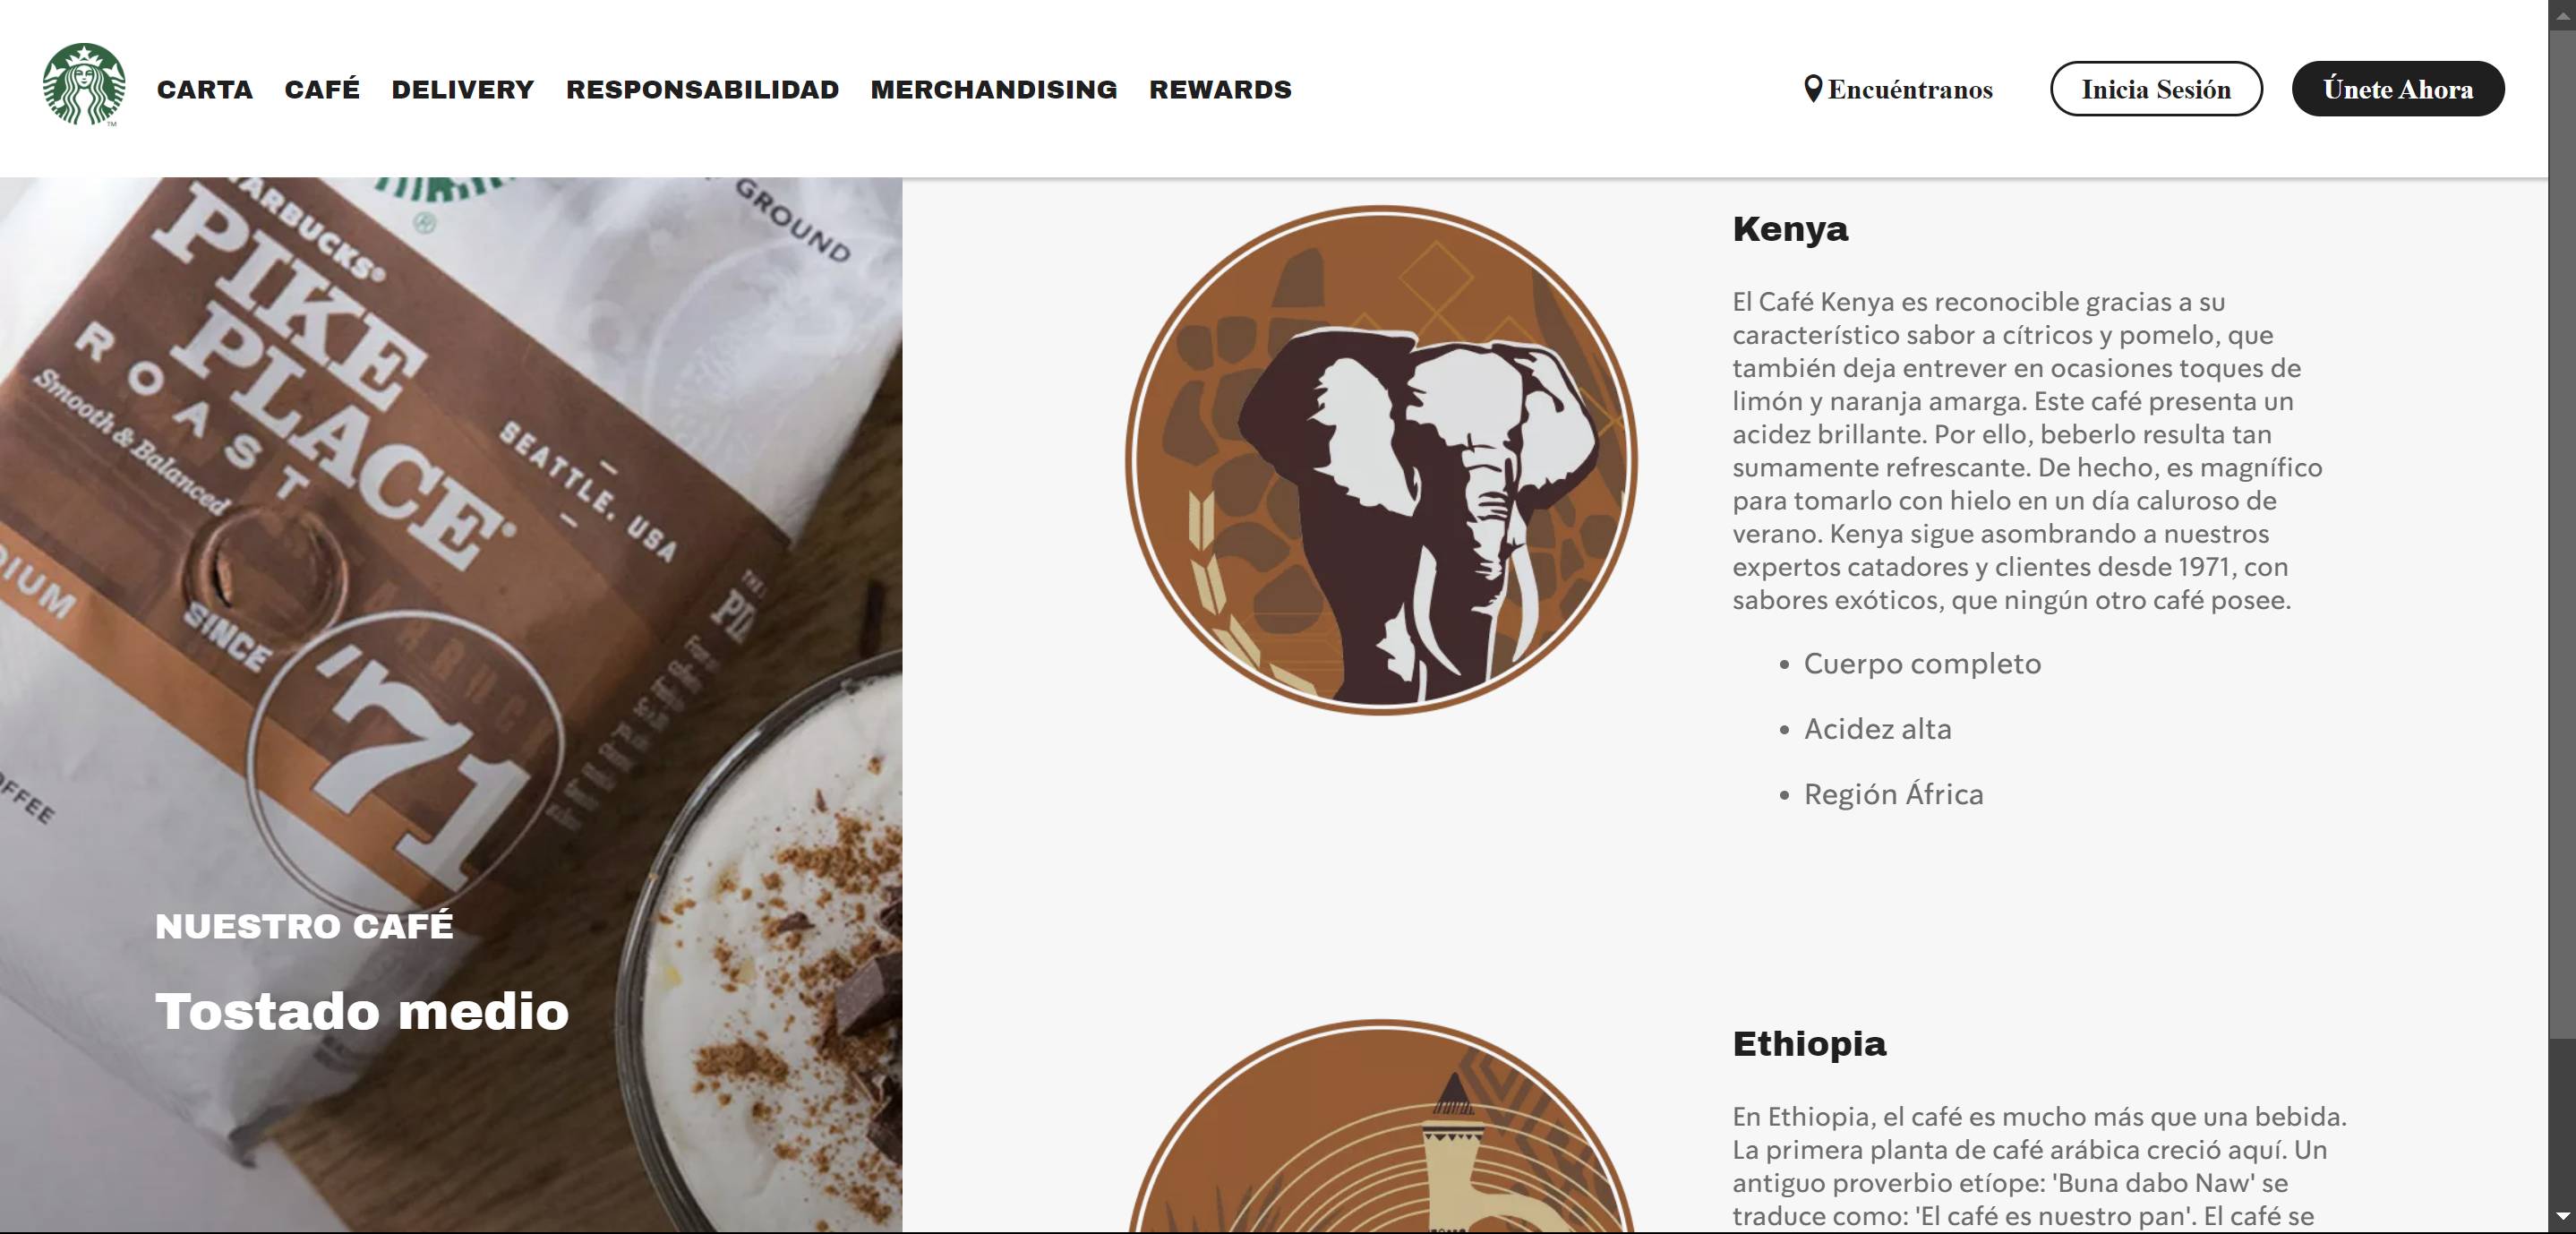 CARTA CAFÉ DELIVERY RESPONSABILIDAD MERCHANDISING REWARDS Encuéntranos Inicia Sesión Únete Ahora
TM
GROUND
®
STARBUCKS®
PIKE
PLACE®
ROAST
Smooth & Balanced
SEATTLE, USA
SINCE
'71
NUESTRO CAFÉ
Tostado medio
Kenya
El Café Kenya es reconocible gracias a su
característico sabor a cítricos y pomelo, que
también deja entrever en ocasiones toques de
limón y naranja amarga. Este café presenta un
acidez brillante. Por ello, beberlo resulta tan
sumamente refrescante. De hecho, es magnífico
para tomarlo con hielo en un día caluroso de
verano. Kenya sigue asombrando a nuestros
expertos catadores y clientes desde 1971, con
sabores exóticos, que ningún otro café posee.
• Cuerpo completo
• Acidez alta
• Región África
Ethiopia
En Ethiopia, el café es mucho más que una bebida.
La primera planta de café arábica creció aquí. Un
antiguo proverbio etíope: 'Buna dabo Naw' se
traduce como: 'El café es nuestro pan'. El café se